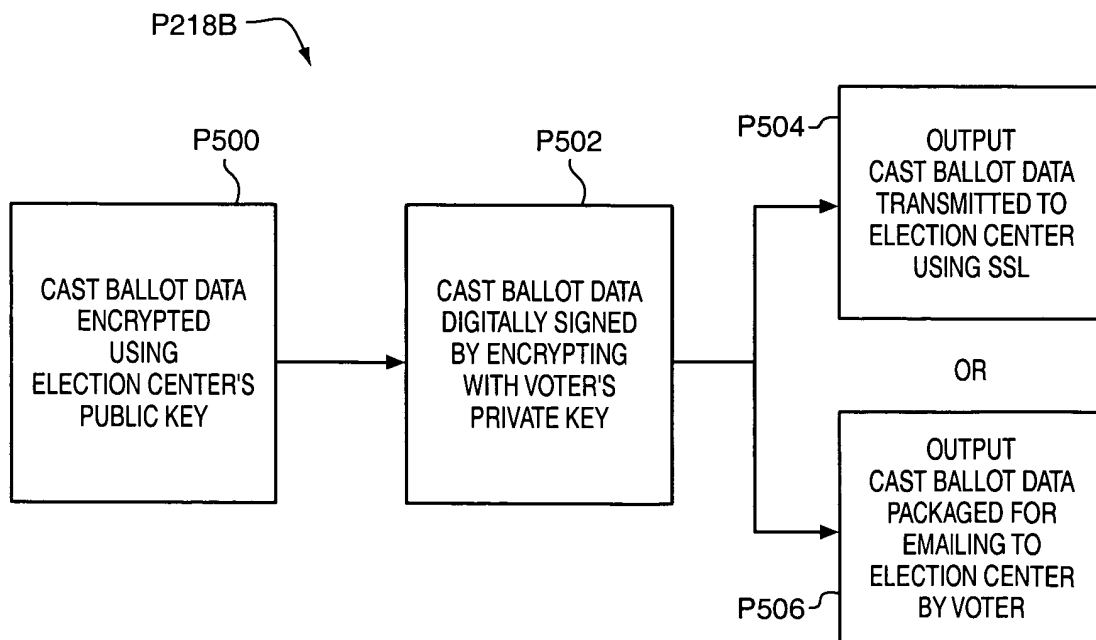 P218B
P500
CAST BALLOT DATA
ENCRYPTED
USING
ELECTION CENTER'S
PUBLIC KEY
P502
CAST BALLOT DATA
DIGITALLY SIGNED
BY ENCRYPTING
WITH VOTER'S
PRIVATE KEY
P504
OUTPUT
CAST BALLOT DATA
TRANSMITTED TO
ELECTION CENTER
USING SSL
OR
OUTPUT
CAST BALLOT DATA
PACKAGED FOR
EMAILING TO
ELECTION CENTER
BY VOTER
P506